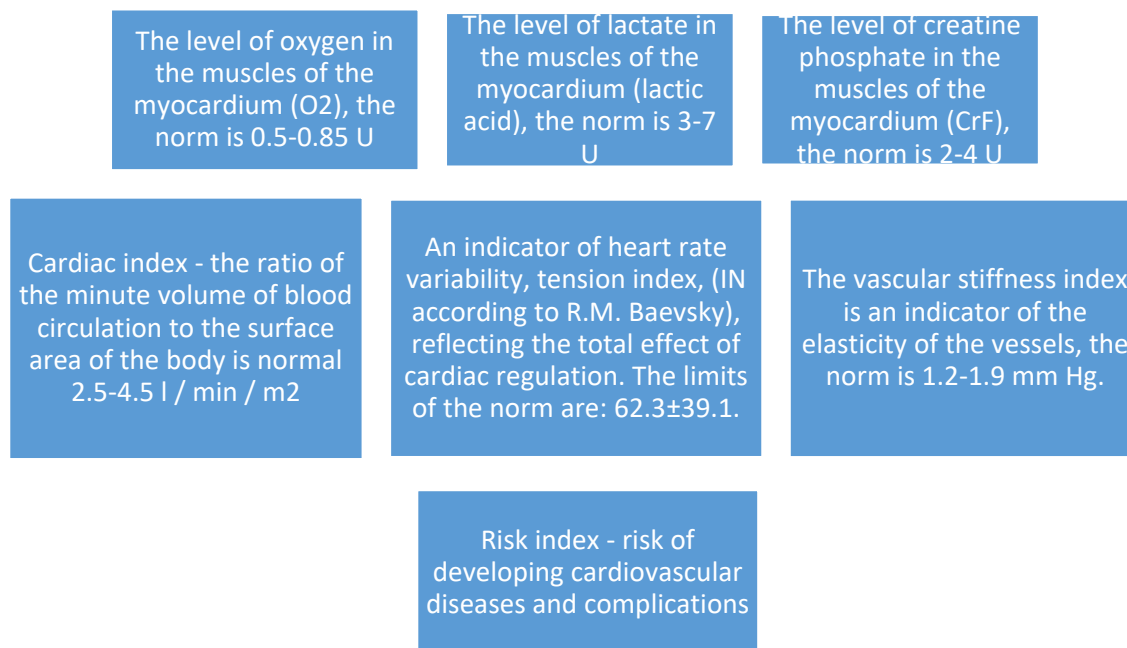 The level of oxygen in
the muscles of the
myocardium (O2), the
norm is 0.5-0.85 U
The level of lactate in
the muscles of the
myocardium (lactic
acid), the norm is 3-7
U
The level of creatine
phosphate in the
muscles of the
myocardium (CrF),
the norm is 2-4 U
Cardiac index - the ratio of
the minute volume of blood
circulation to the surface
area of the body is normal
2.5-4.5 l / min / m2
An indicator of heart rate
variability, tension index, (IN
according to R.M. Baevsky),
reflecting the total effect of
cardiac regulation. The limits
of the norm are: 62.3±39.1.
The vascular stiffness index
is an indicator of the
elasticity of the vessels, the
norm is 1.2-1.9 mm Hg.
Risk index - risk of
developing cardiovascular
diseases and complications